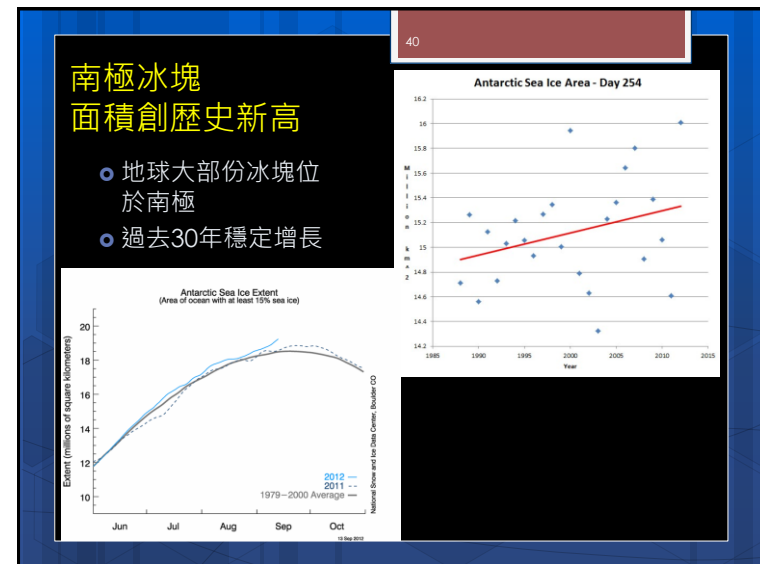 40
南極冰塊
面積創歷史新高
地球大部份冰塊位
於南極
過去30年穩定增長
Antarctic Sea Ice Area - Day 254
Million km^2
16.2
16
15.8
15.6
15.4
15.2
15
14.8
14.6
14.4
14.2
1985 1990 1995 2000 2005 2010 2015
Year
Antarctic Sea Ice Extent
(Area of ocean with at least 15% sea ice)
Extent (millions of square kilometers)
20
18
16
14
12
10
2012
2011
1979–2000 Average
Jun Jul Aug Sep Oct
13 Sep 2012
National Snow and Ice Data Center, Boulder CO